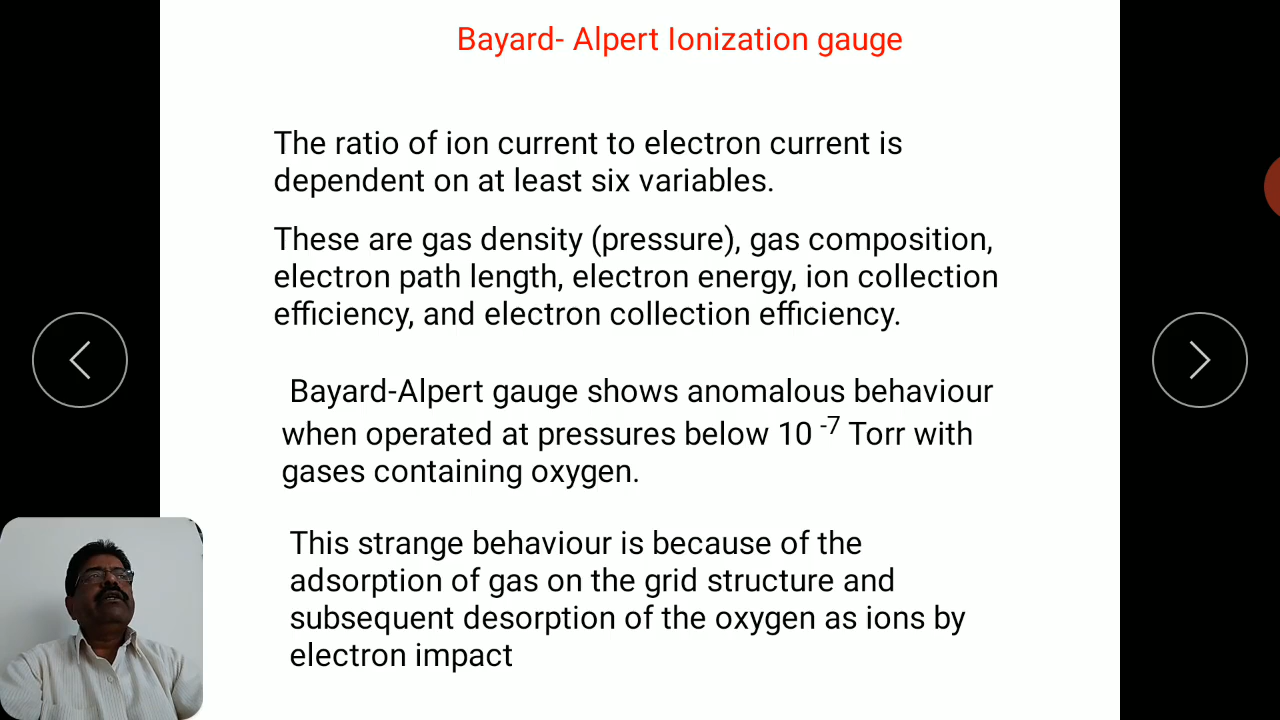 Bayard- Alpert Ionization gauge
The ratio of ion current to electron current is
dependent on at least six variables.
These are gas density (pressure), gas composition,
electron path length, electron energy, ion collection
efficiency, and electron collection efficiency.
Bayard-Alpert gauge shows anomalous behaviour
when operated at pressures below 10 -7 Torr with
gases containing oxygen.
This strange behaviour is because of the
adsorption of gas on the grid structure and
subsequent desorption of the oxygen as ions by
electron impact